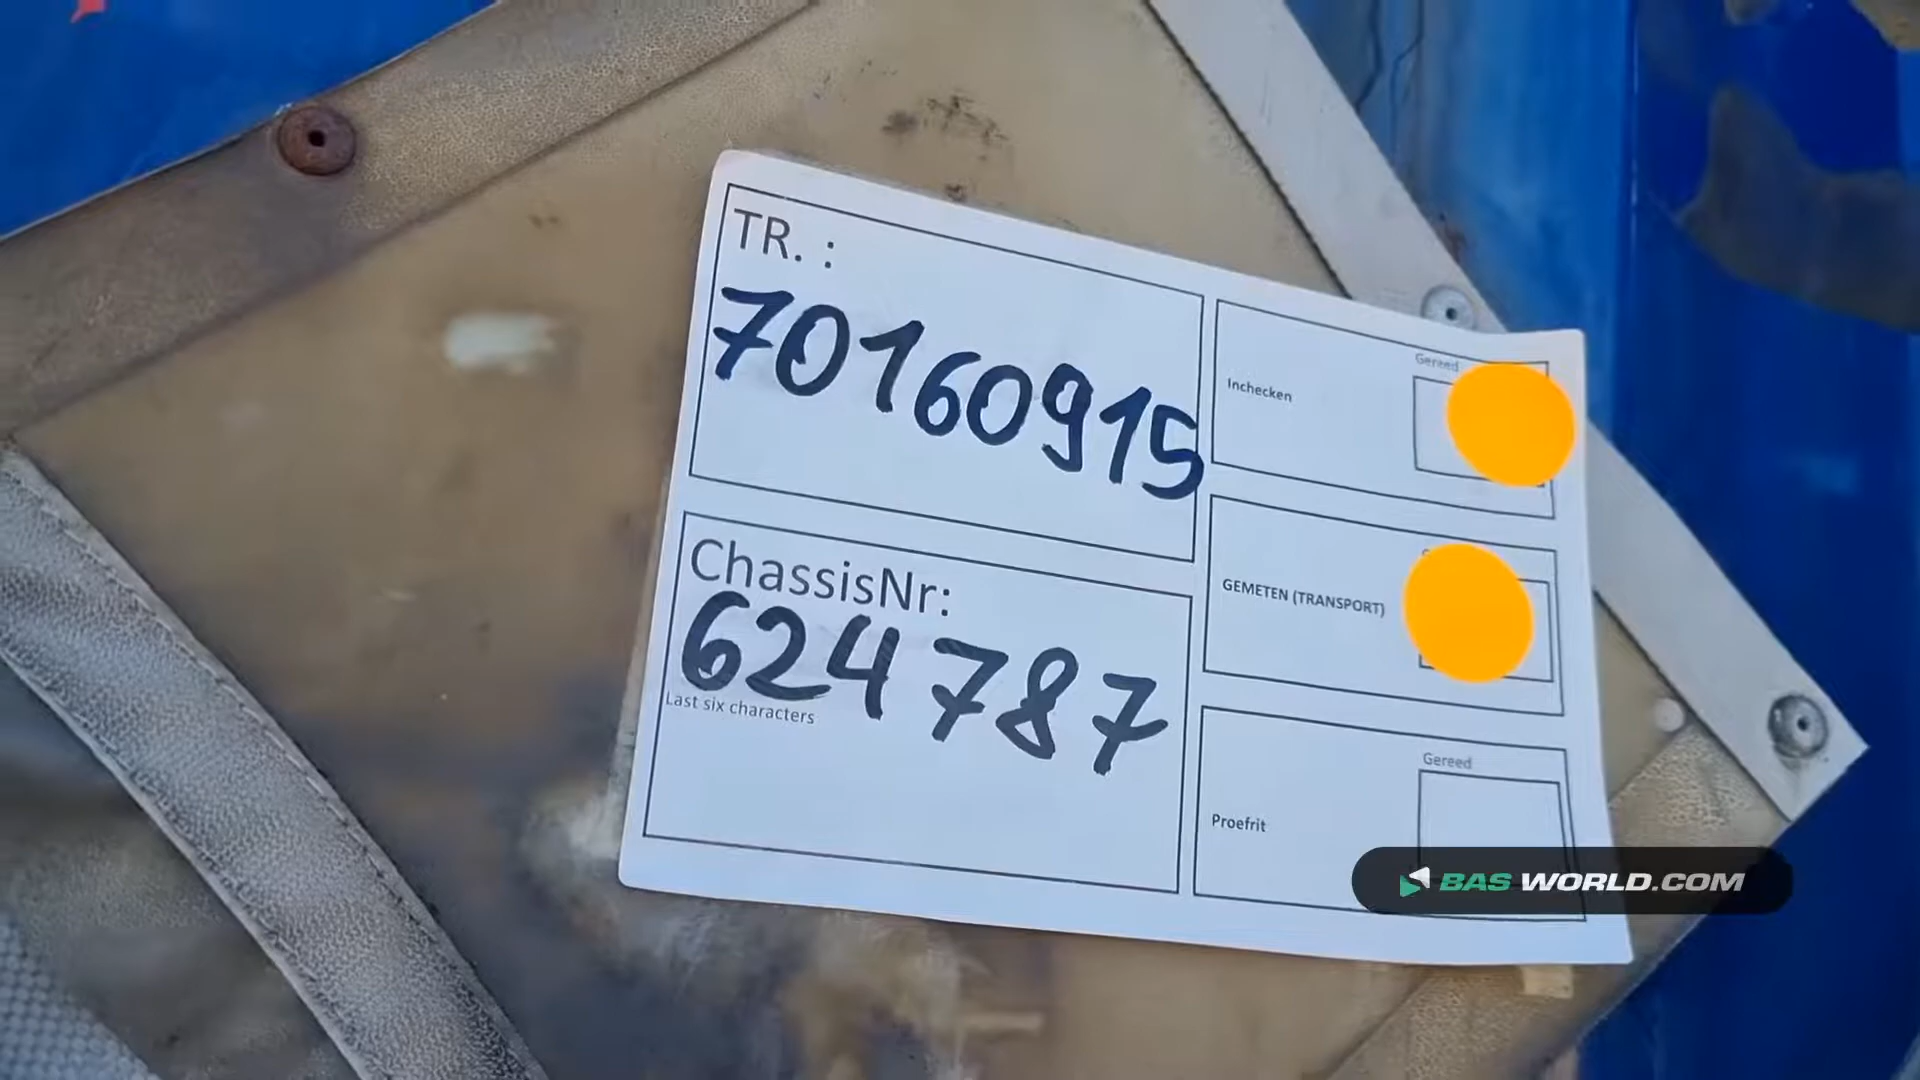 TR. :
70160915
ChassisNr:
624787
Last six characters
Gereed
Inchecken
GEMETEN (TRANSPORT)
Gereed
Proefrit
BAS WORLD.COM